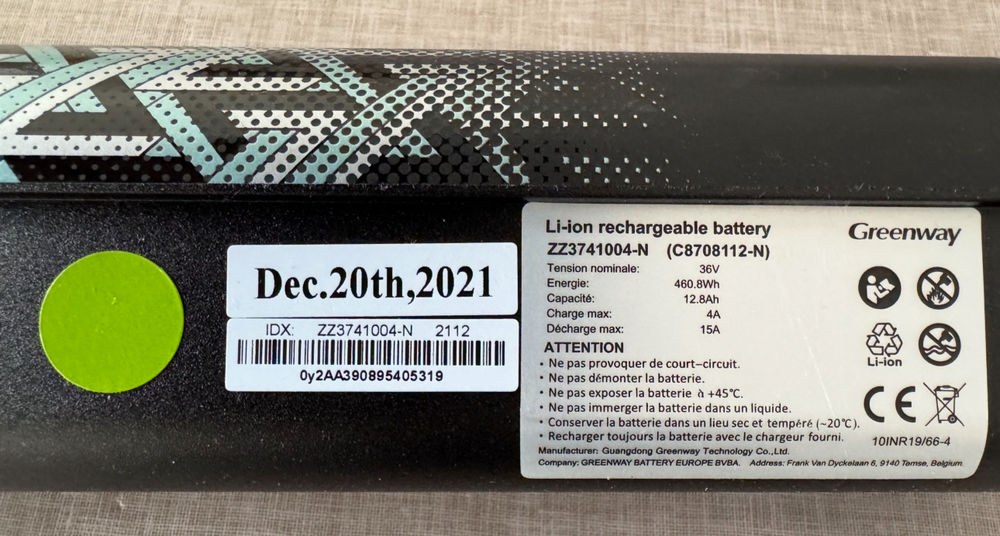 Dec.20th,2021
IDX: ZZ3741004-N 2112
0y2AA390895405319
Li-ion rechargeable battery
Greenway
ZZ3741004-N (C8708112-N)
Tension nominale: 36V
Energie: 460.8Wh
Capacité: 12.8Ah
Charge max: 4A
Décharge max: 15A
Li-ion
ATTENTION
• Ne pas provoquer de court-circuit.
• Ne pas démonter la batterie.
• Ne pas exposer la batterie à +45℃.
• Ne pas immerger la batterie dans un liquide.
• Conserver la batterie dans un lieu sec et tempéré (~20℃).
• Recharger toujours la batterie avec le chargeur fourni.
CE
10INR19/66-4
Manufacturer: Guangdong Greenway Technology Co.,Ltd.
Company: GREENWAY BATTERY EUROPE BVBA. Address: Frank Van Dyckelaan 6, 9140 Temse, Belgium